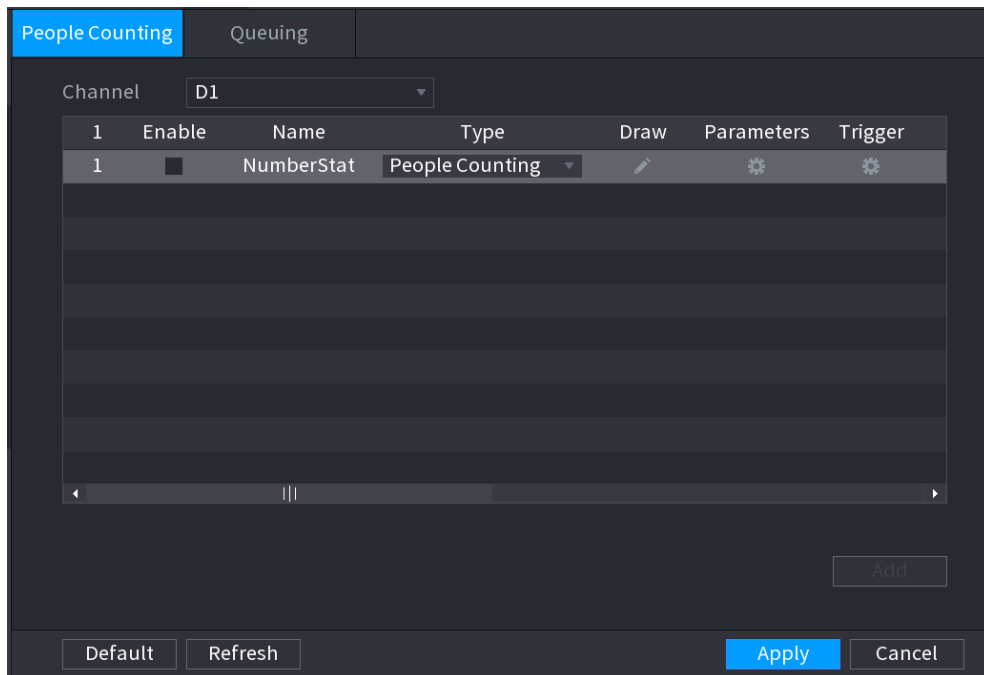 People Counting Queuing
Channel D1
1 Enable Name Type Draw Parameters Trigger
1 NumberStat People Counting
Add
Default Refresh Apply Cancel